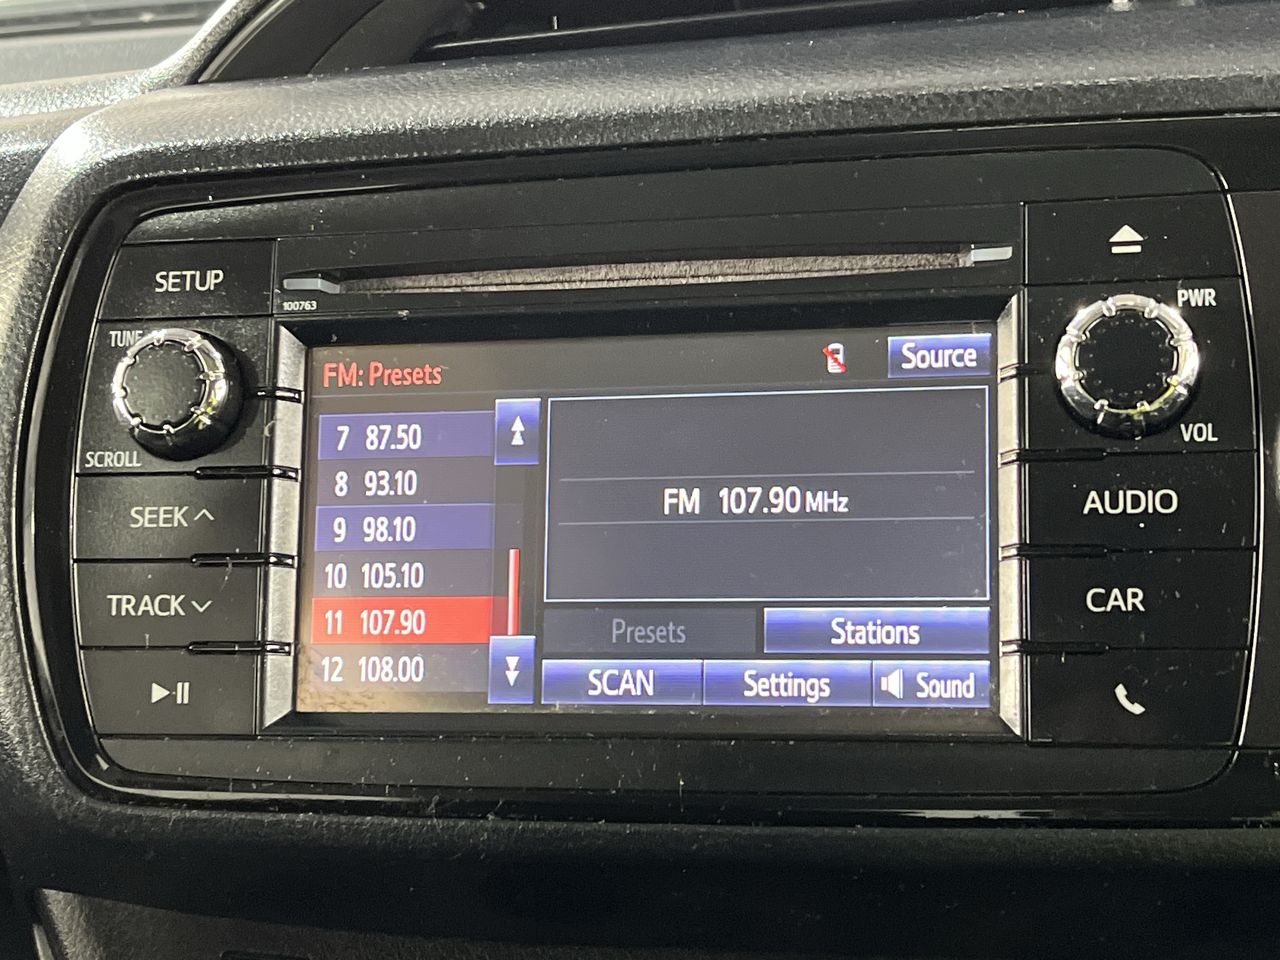 SETUP
100763
PWR
TUNE
VOL
SCROLL
SEEK
TRACK
AUDIO
CAR
FM: Presets
Source
7 87.50
8 93.10
9 98.10
10 105.10
11 107.90
12 108.00
FM 107.90 MHz
Presets
Stations
SCAN
Settings
Sound